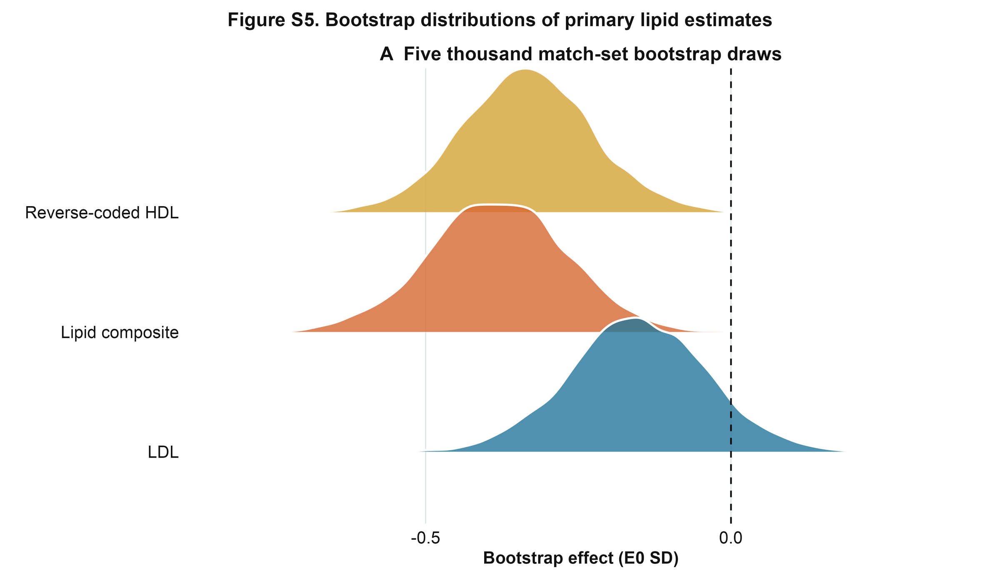 Figure S5. Bootstrap distributions of primary lipid estimates
A Five thousand match-set bootstrap draws
Reverse-coded HDL
Lipid composite
LDL
-0.5 0.0
Bootstrap effect (E0 SD)